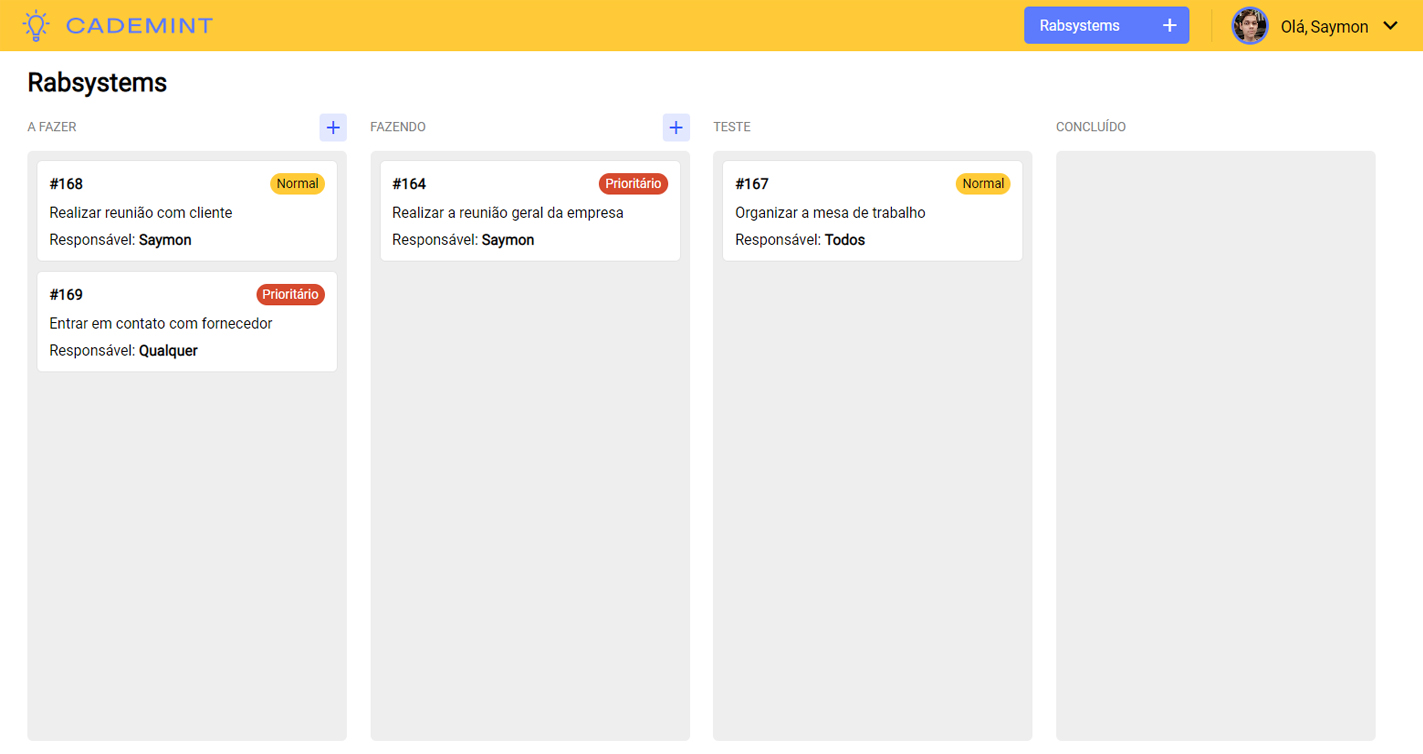 CADEMINT
Rabsystems +
Olá, Saymon
Rabsystems
A FAZER +
#168 Normal
Realizar reunião com cliente
Responsável: Saymon
#169 Prioritário
Entrar em contato com fornecedor
Responsável: Qualquer
FAZENDO +
#164 Prioritário
Realizar a reunião geral da empresa
Responsável: Saymon
TESTE
#167 Normal
Organizar a mesa de trabalho
Responsável: Todos
CONCLUÍDO